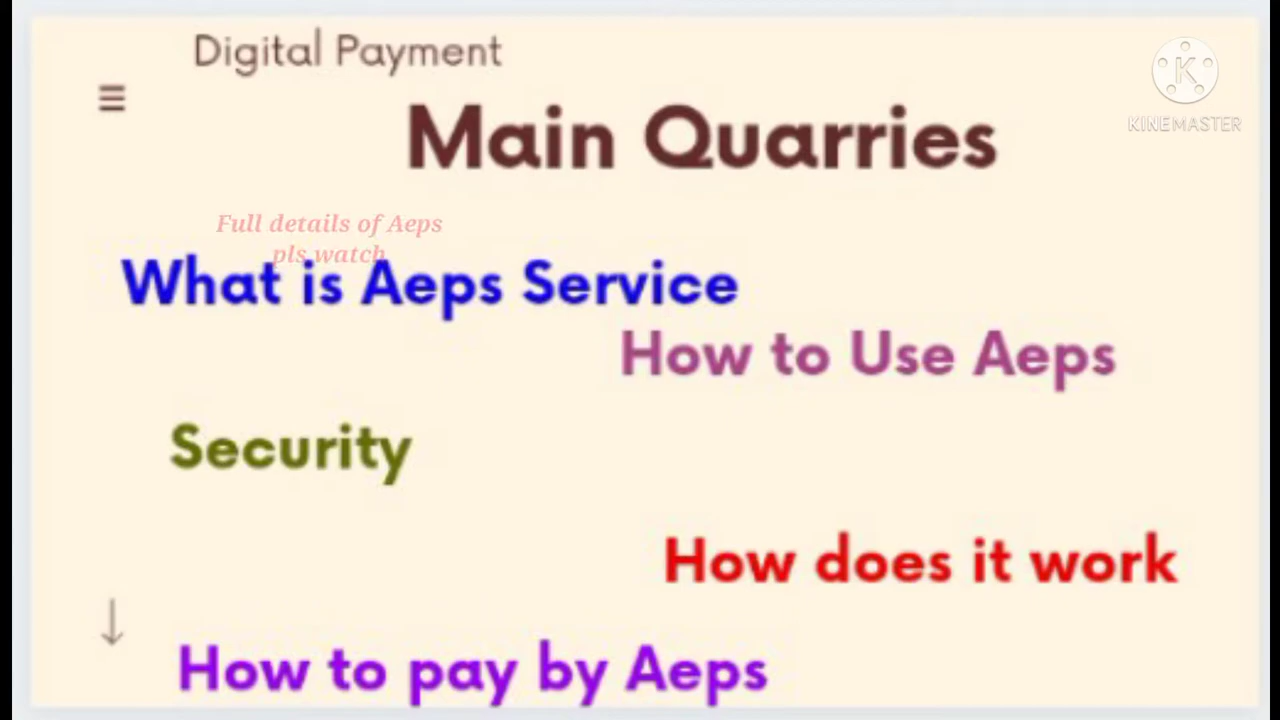 Digital Payment
Main Quarries
KINEMASTER
Full details of Aeps
pls watch
What is Aeps Service
How to Use Aeps
Security
How does it work
How to pay by Aeps